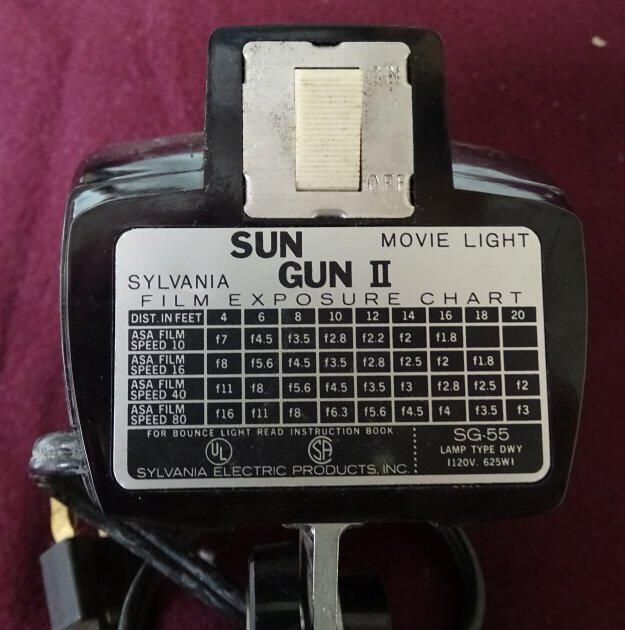 ON
OFF
SUN MOVIE LIGHT
SYLVANIA GUN II
FILM EXPOSURE CHART
DIST. IN FEET 4 6 8 10 12 14 16 18 20
ASA FILM SPEED 10 f7 f4.5 f3.5 f2.8 f2.2 f2 f1.8
ASA FILM SPEED 16 f8 f5.6 f4.5 f3.5 f2.8 f2.5 f2 f1.8
ASA FILM SPEED 40 f11 f8 f5.6 f4.5 f3.5 f3 f2.8 f2.5 f2
ASA FILM SPEED 80 f16 f11 f8 f6.3 f5.6 f4.5 f4 f3.5 f3
FOR BOUNCE LIGHT READ INSTRUCTION BOOK
UL SA
SYLVANIA ELECTRIC PRODUCTS, INC.
SG-55
LAMP TYPE DWY
(120V. 625W)